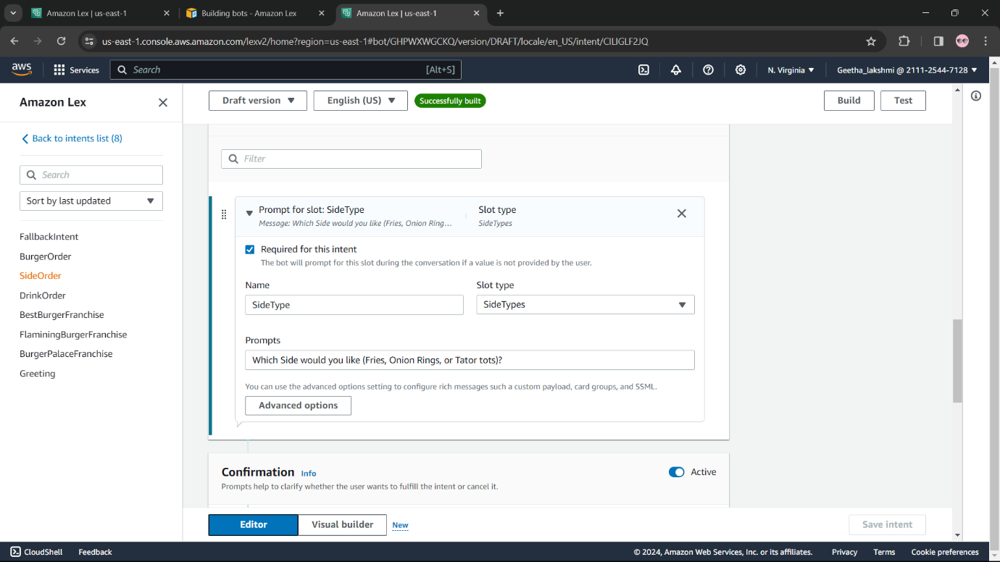 Amazon Lex | us-east-1
Building bots - Amazon Lex
Amazon Lex | us-east-1
us-east-1.console.aws.amazon.com/lexv2/home?region=us-east-1#bot/GHPWXWGCKQ/version/DRAFT/locale/en_US/intent/CILIGLF2JQ
aws
Services
Search
[Alt+S]
N. Virginia
Geetha_lakshmi @ 2111-2544-7128
Amazon Lex
Draft version
English (US)
Successfully built
Build
Test
Back to intents list (8)
Search
Sort by last updated
FallbackIntent
BurgerOrder
SideOrder
DrinkOrder
BestBurgerFranchise
FlaminingBurgerFranchise
BurgerPalaceFranchise
Greeting
Filter
Prompt for slot: SideType
Message: Which Side would you like (Fries, Onion Ring...
Slot type
SideTypes
Required for this intent
The bot will prompt for this slot during the conversation if a value is not provided by the user.
Name
Slot type
SideType
SideTypes
Prompts
Which Side would you like (Fries, Onion Rings, or Tator tots)?
You can use the advanced options setting to configure rich messages such a custom payload, card groups, and SSML.
Advanced options
Confirmation Info
Active
Prompts help to clarify whether the user wants to fulfill the intent or cancel it.
Editor
Visual builder
New
Save intent
CloudShell
Feedback
© 2024, Amazon Web Services, Inc. or its affiliates.
Privacy
Terms
Cookie preferences